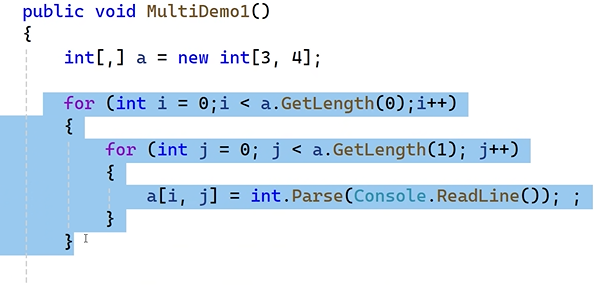 public void MultiDemo1()
{
int[,] a = new int[3, 4];
for (int i = 0;i < a.GetLength(0);i++)
{
for (int j = 0; j < a.GetLength(1); j++)
{
a[i, j] = int.Parse(Console.ReadLine()); ;
}
}